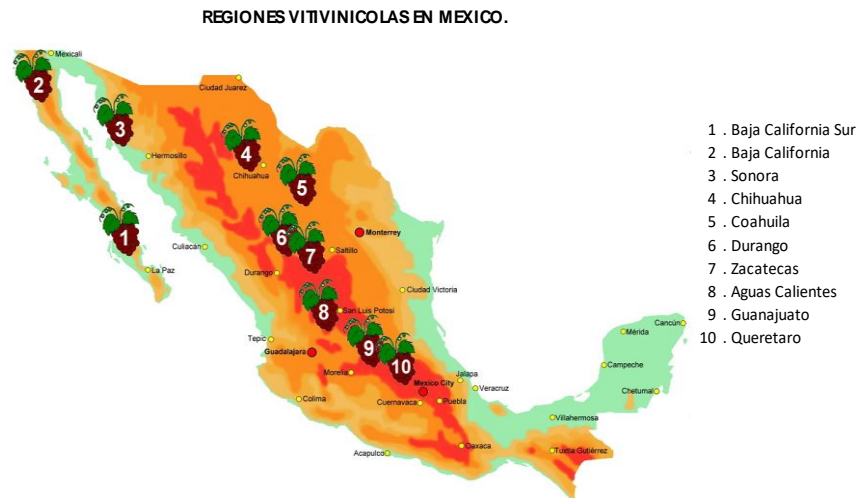 REGIONES VITIVINICOLAS EN MEXICO.
Mexicali
2
Ciudad Juarez
3
4
Hermosillo
Chihuahua
5
1
6
7
Monterrey
Culiacán
Saltillo
La Paz
Durango
Ciudad Victoria
8
San Luis Potosí
Tepic
9
Guadalajara
10
Cancún
Mérida
Morelia
Mexico City
Jalapa
Veracruz
Campeche
Chetumal
Colima
Cuernavaca
Puebla
Villahermosa
Oaxaca
Acapulco
Tuxtla Gutiérrez
1 . Baja California Sur
2 . Baja California
3 . Sonora
4 . Chihuahua
5 . Coahuila
6 . Durango
7 . Zacatecas
8 . Aguas Calientes
9 . Guanajuato
10 . Queretaro